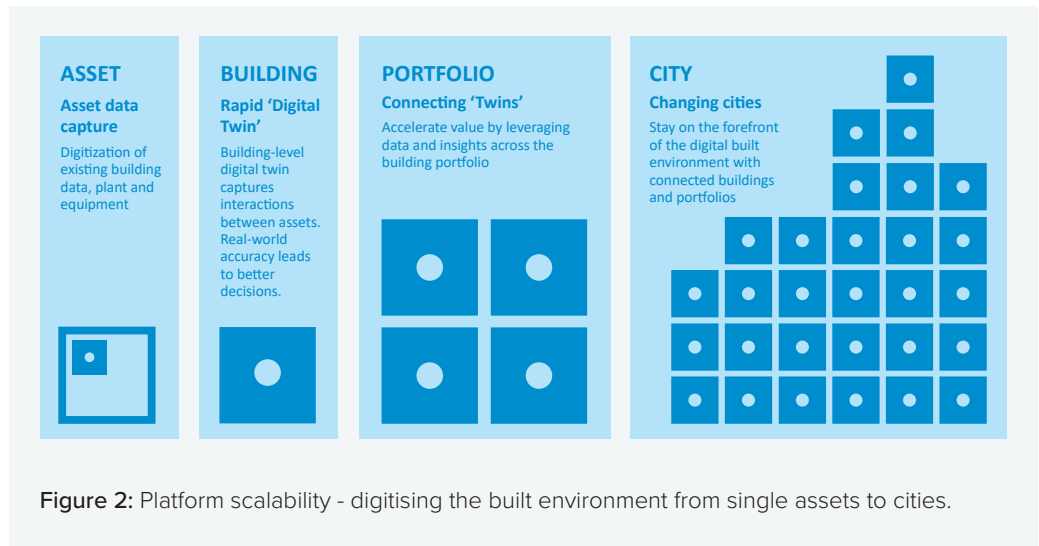 ASSET
Asset data
capture
Digitization of
existing building
data, plant and
equipment
BUILDING
Rapid ‘Digital
Twin’
Building-level
digital twin
captures
interactions
between assets.
Real-world
accuracy leads
to better
decisions.
PORTFOLIO
Connecting ‘Twins’
Accelerate value by leveraging
data and insights across the
building portfolio
CITY
Changing cities
Stay on the forefront
of the digital built
environment with
connected buildings
and portfolios
Figure 2: Platform scalability - digitising the built environment from single assets to cities.